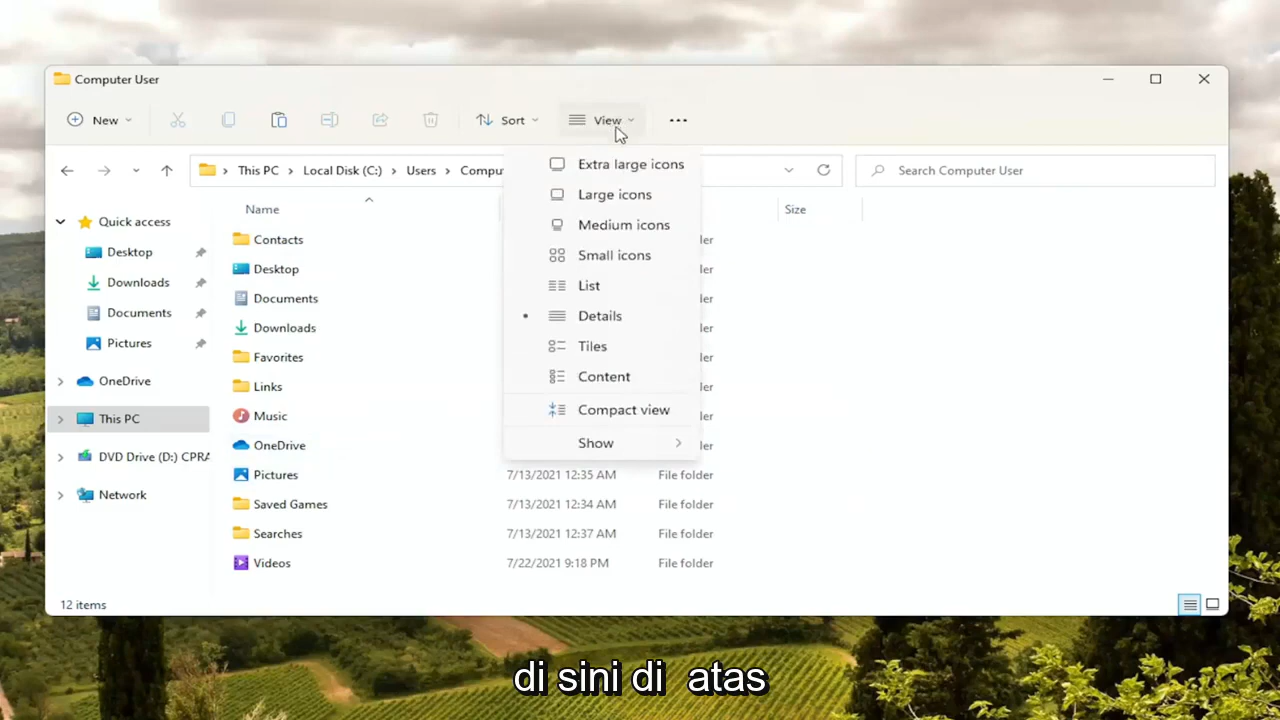 Computer User
New
Sort
View
This PC
Local Disk (C:)
Users
Search Computer User
Extra large icons
Large icons
Medium icons
Small icons
List
Details
Tiles
Content
Compact view
Show
Name
Size
Quick access
Desktop
Downloads
Documents
Pictures
OneDrive
This PC
DVD Drive (D:) CPRA
Network
Contacts
Desktop
Documents
Downloads
Favorites
Links
Music
OneDrive
Pictures 7/13/2021 12:35 AM File folder
Saved Games 7/13/2021 12:34 AM File folder
Searches 7/13/2021 12:37 AM File folder
Videos 7/22/2021 9:18 PM File folder
12 items
di sini di atas